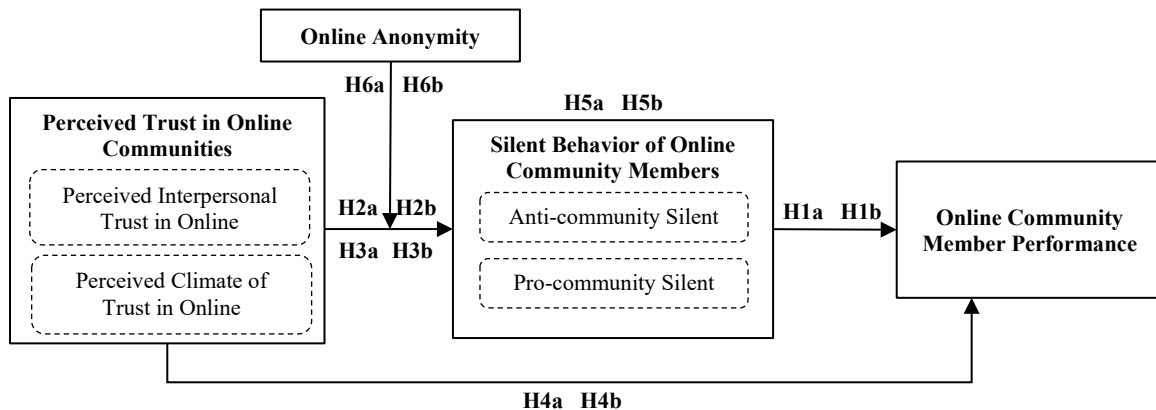 Online Anonymity
H6a H6b
H5a H5b
Perceived Trust in Online
Communities
Perceived Interpersonal
Trust in Online
Perceived Climate of
Trust in Online
H2a H2b
H3a H3b
Silent Behavior of Online
Community Members
Anti-community Silent
Pro-community Silent
H1a H1b
Online Community
Member Performance
H4a H4b